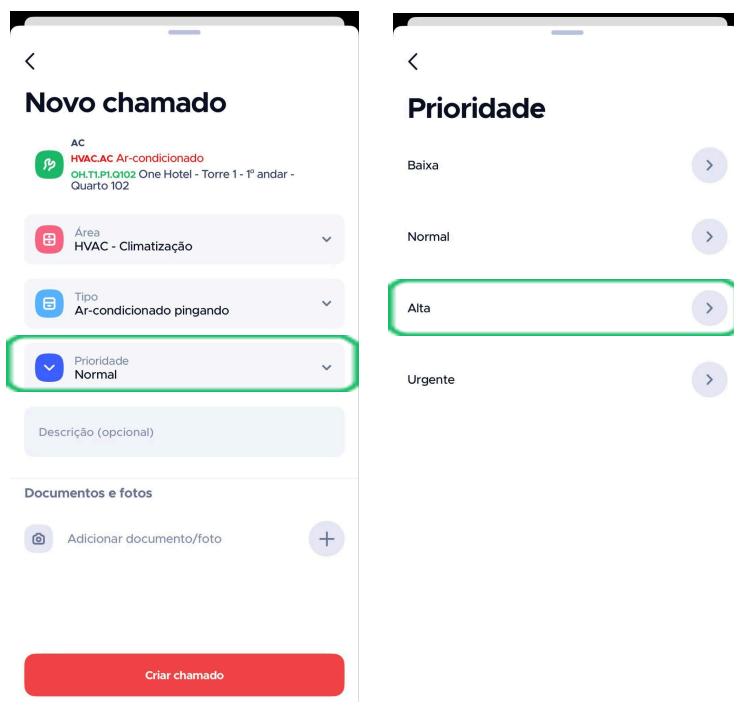 Novo chamado
AC
HVAC.AC Ar-condicionado
OH.T1.P1.Q102 One Hotel - Torre 1 - 1º andar -
Quarto 102
Área
HVAC - Climatização
Tipo
Ar-condicionado pingando
Prioridade
Normal
Descrição (opcional)
Documentos e fotos
Adicionar documento/foto
Criar chamado
Prioridade
Baixa
Normal
Alta
Urgente